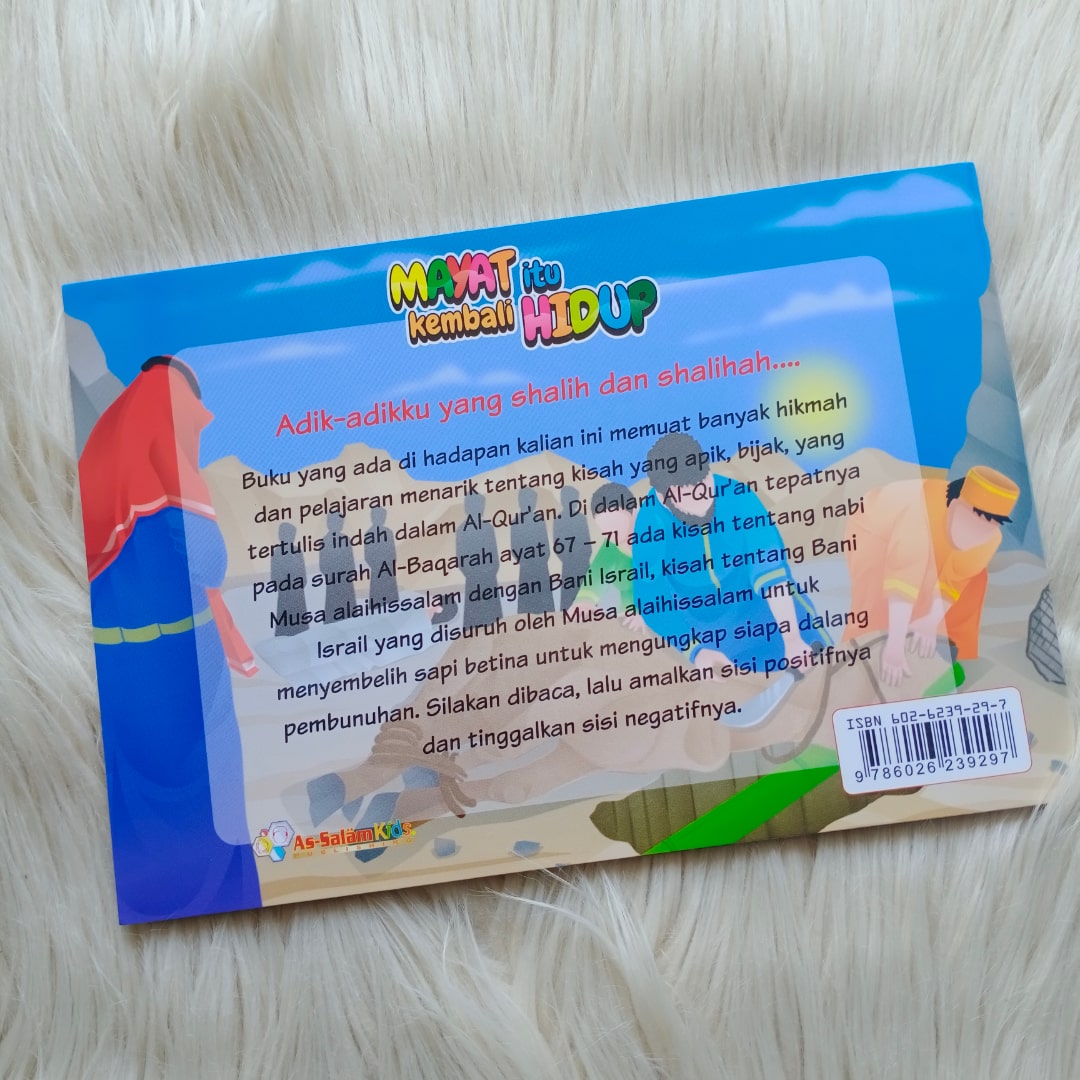 MAYAT itu
kembali HIDUP
Adik-adikku yang shalih dan shalihah....
Buku yang ada di hadapan kalian ini memuat banyak hikmah
dan pelajaran menarik tentang kisah yang apik, bijak, yang
tertulis indah dalam Al-Qur'an. Di dalam Al-Qur'an tepatnya
pada surah Al-Baqarah ayat 67 – 71 ada kisah tentang nabi
Musa alaihissalam dengan Bani Israil, kisah tentang Bani
Israil yang disuruh oleh Musa alaihissalam untuk
menyembelih sapi betina untuk mengungkap siapa dalang
pembunuhan. Silakan dibaca, lalu amalkan sisi positifnya
dan tinggalkan sisi negatifnya.
ISBN 602-6239-29-7
9 786026 239297
As-Salām Kids
PUBLISHING